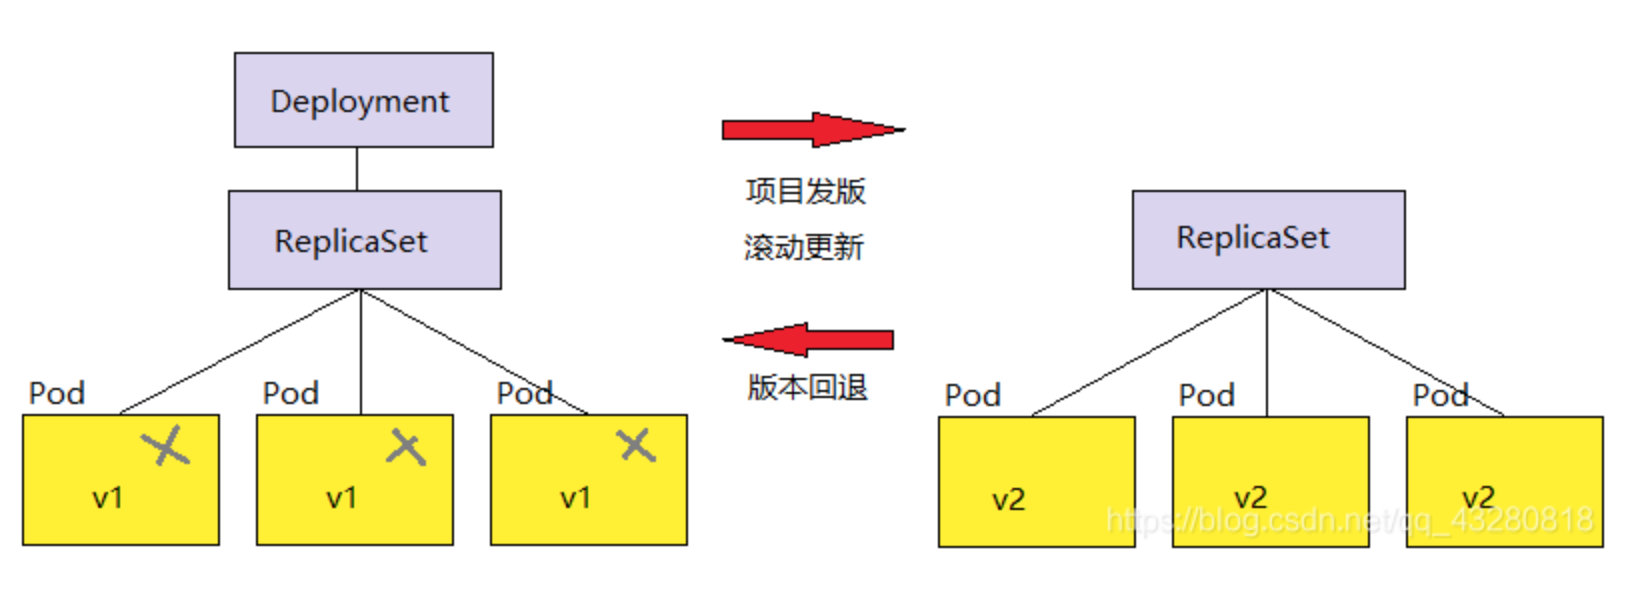 Deployment
ReplicaSet
Pod
Pod
Pod
v1
v1
v1
项目发版
滚动更新
版本回退
ReplicaSet
Pod
Pod
Pod
v2
v2
v2
https://blog.csdn.net/qq_43280818